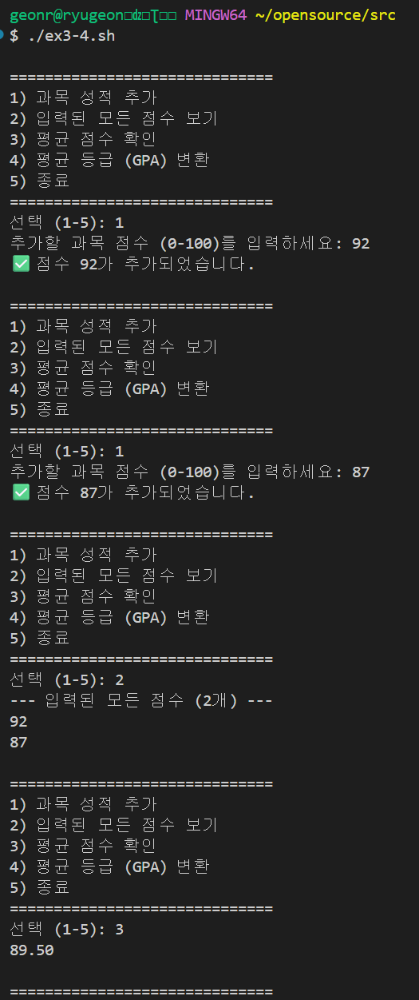 geonr@ryugeon MINGW64 ~/opensource/src
$ ./ex3-4.sh
==============================
1) 과목 성적 추가
2) 입력된 모든 점수 보기
3) 평균 점수 확인
4) 평균 등급 (GPA) 변환
5) 종료
==============================
선택 (1-5): 1
추가할 과목 점수 (0-100)를 입력하세요: 92
✅ 점수 92가 추가되었습니다.
==============================
1) 과목 성적 추가
2) 입력된 모든 점수 보기
3) 평균 점수 확인
4) 평균 등급 (GPA) 변환
5) 종료
==============================
선택 (1-5): 1
추가할 과목 점수 (0-100)를 입력하세요: 87
✅ 점수 87가 추가되었습니다.
==============================
1) 과목 성적 추가
2) 입력된 모든 점수 보기
3) 평균 점수 확인
4) 평균 등급 (GPA) 변환
5) 종료
==============================
선택 (1-5): 2
--- 입력된 모든 점수 (2개) ---
92
87
==============================
1) 과목 성적 추가
2) 입력된 모든 점수 보기
3) 평균 점수 확인
4) 평균 등급 (GPA) 변환
5) 종료
==============================
선택 (1-5): 3
89.50
==============================